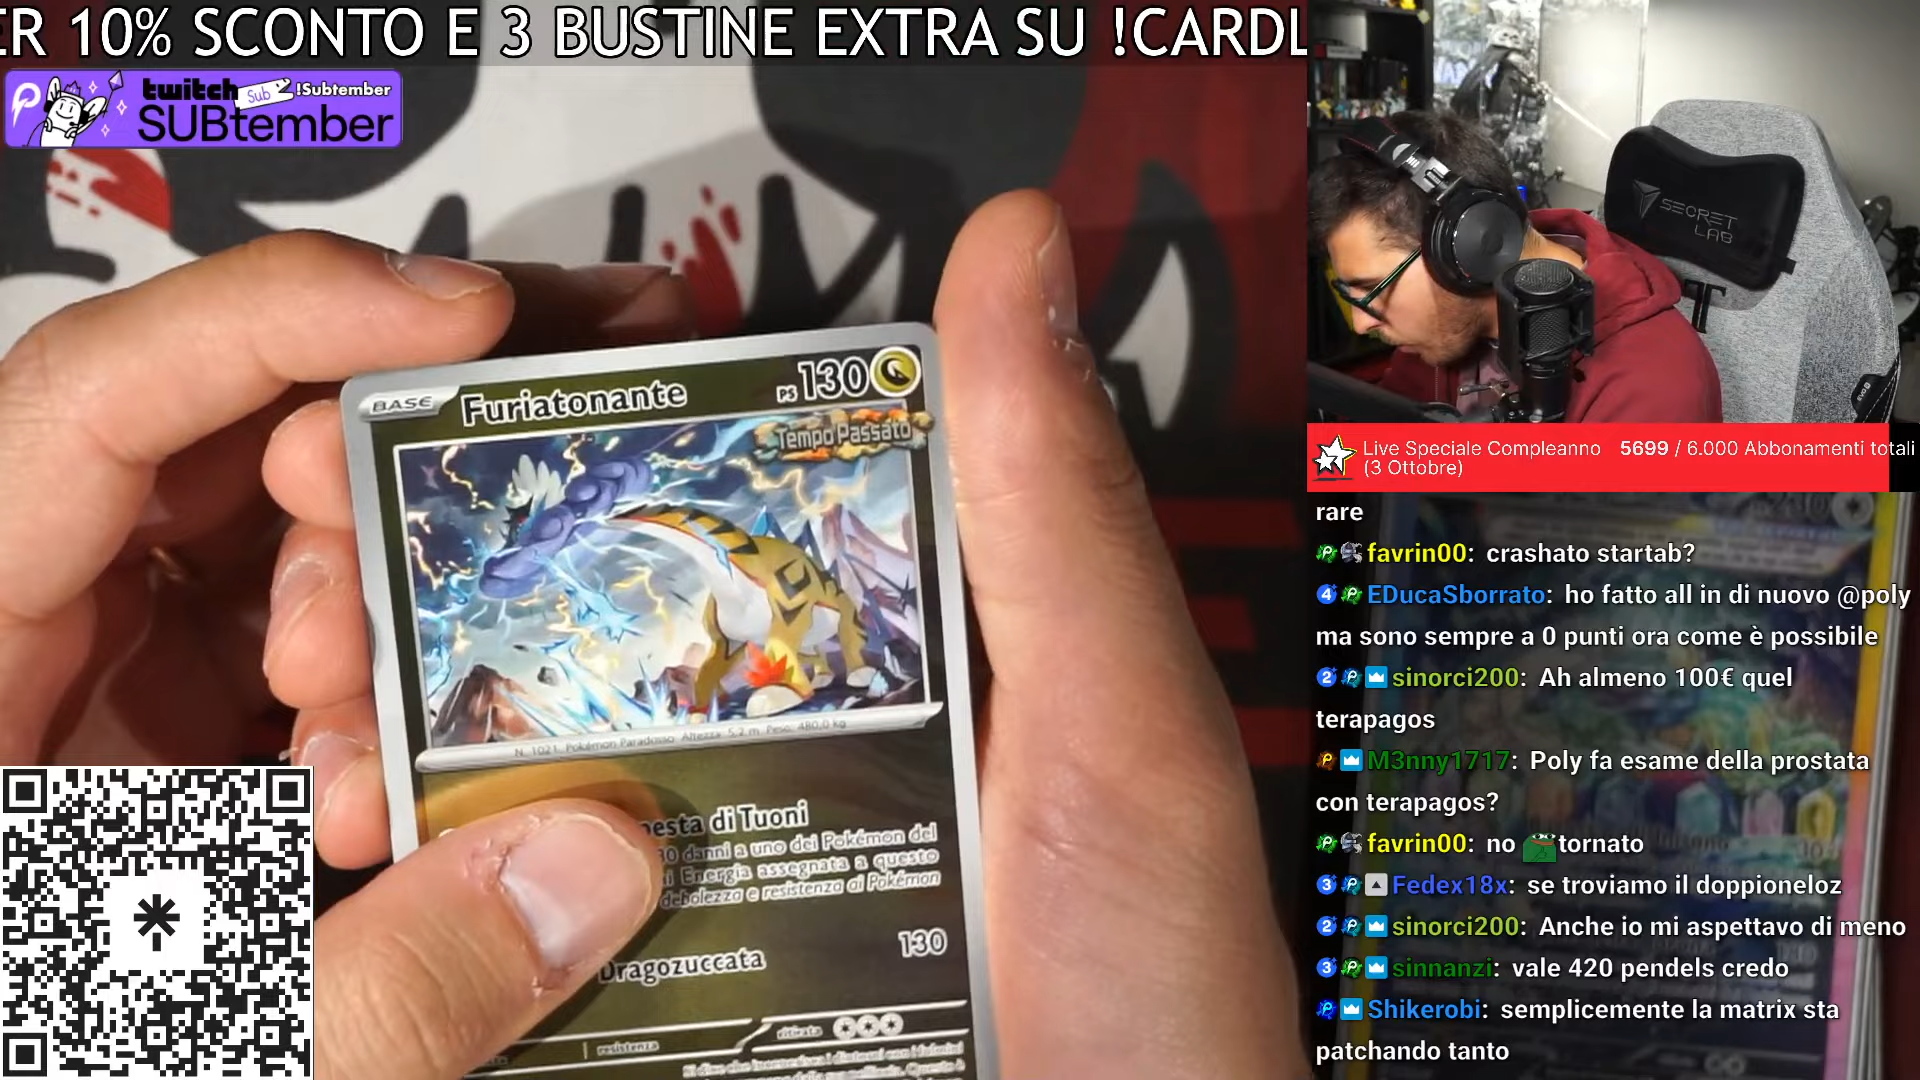 ER 10% SCONTO E 3 BUSTINE EXTRA SU !CARDL
twitch Sub !Subtember
SUBtember
BASE Furiatonante PS 130
Tempo Passato
N. 1021 Pokémon Paradosso Altezza: 5,2 m Peso: 480,0 kg
pesta di Tuoni
30 danni a uno dei Pokémon del
i Energia assegnata a questo
debolezza e resistenza ai Pokémon
Dragozuccata 130
resistenza
ritirata
SECRET
LAB
Live Speciale Compleanno 5699 / 6.000 Abbonamenti totali
(3 Ottobre)
rare
favrin00: crashato startab?
EDucaSborrato: ho fatto all in di nuovo @poly
ma sono sempre a 0 punti ora come è possibile
sinorci200: Ah almeno 100€ quel
terapagos
M3nny1717: Poly fa esame della prostata
con terapagos?
favrin00: no tornato
Fedex18x: se troviamo il doppioneloz
sinorci200: Anche io mi aspettavo di meno
sinnanzi: vale 420 pendels credo
Shikerobi: semplicemente la matrix sta
patchando tanto